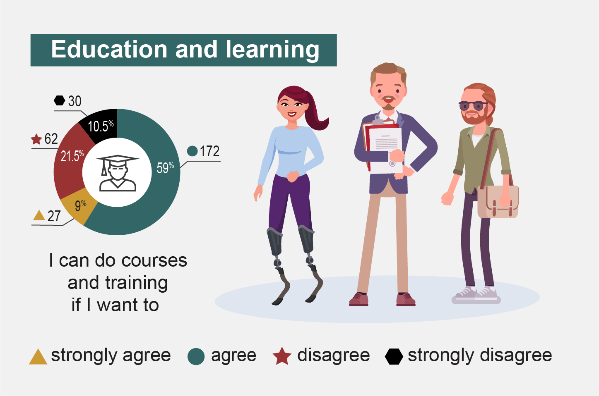 Education and learning
30
10.5%
62
21.5%
172
59%
27
9%
I can do courses
and training
if I want to
strongly agree agree disagree strongly disagree